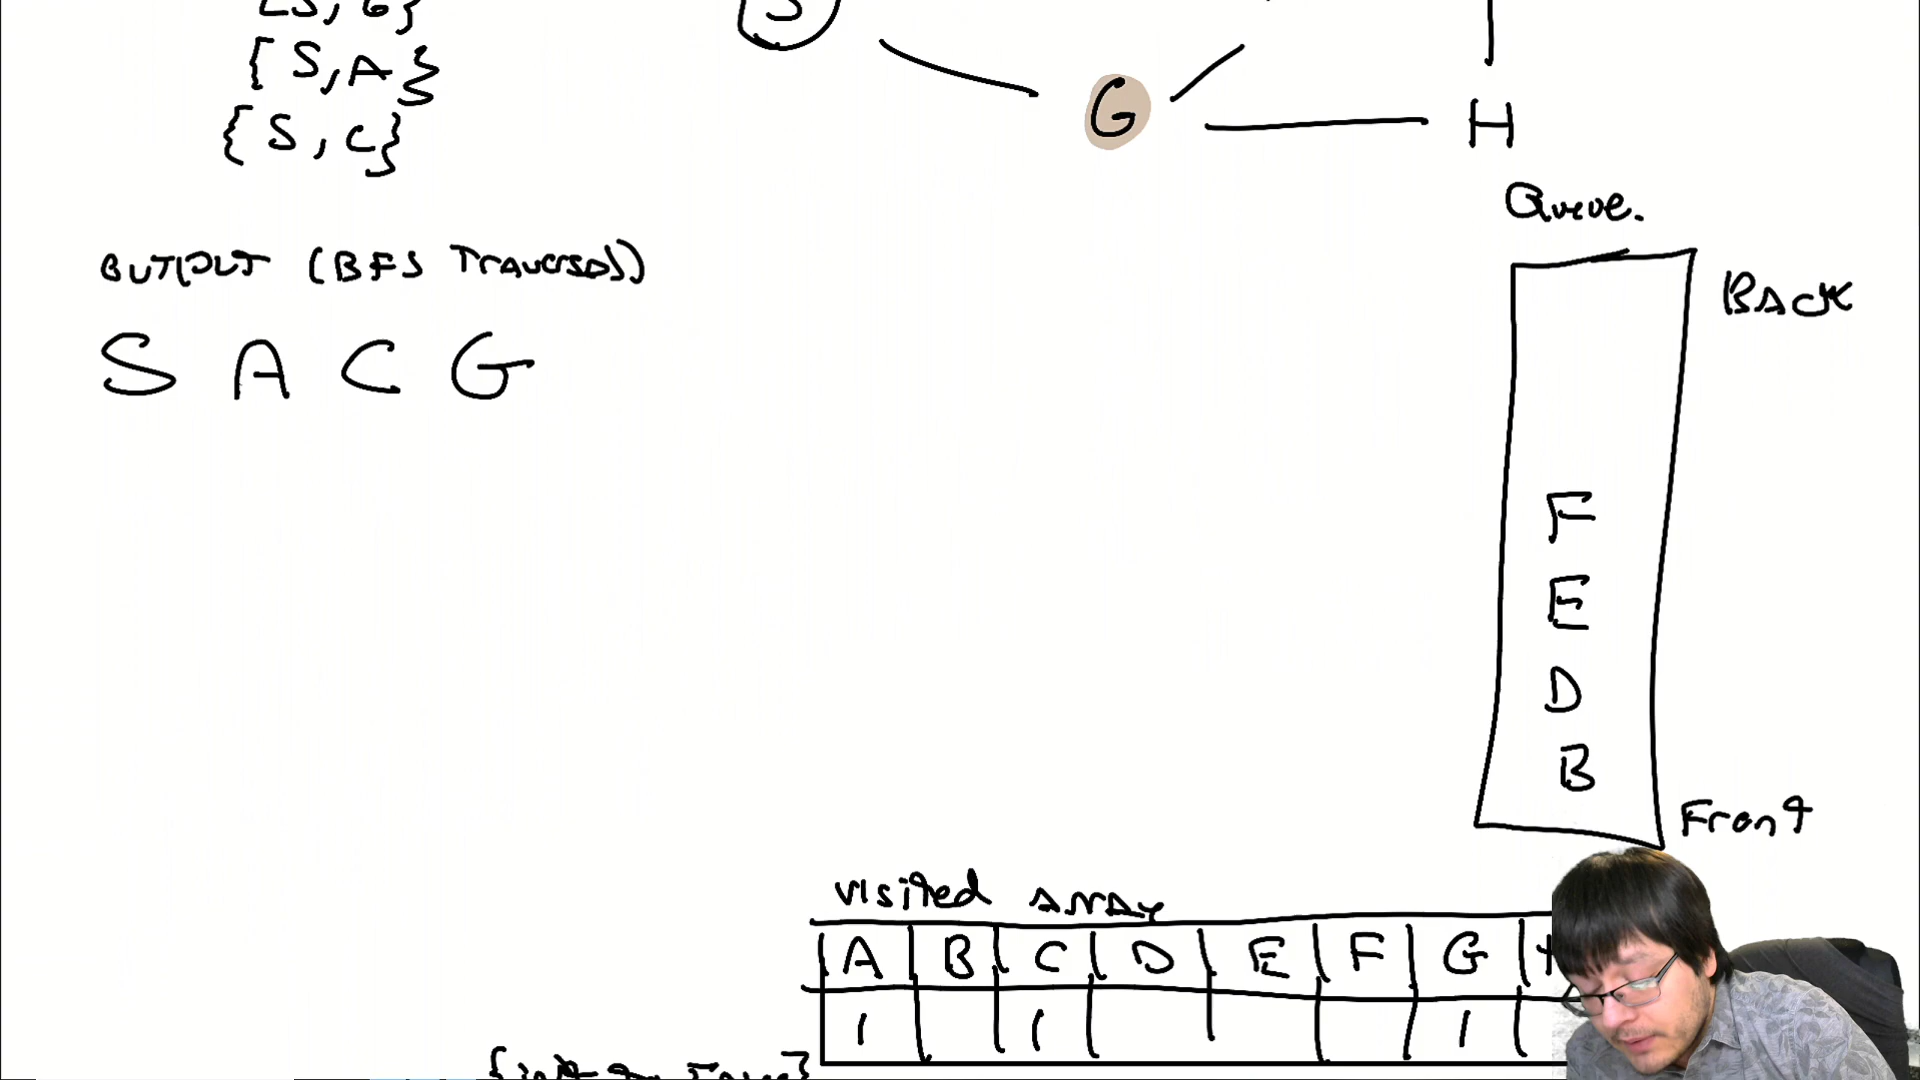 {S, G}
{S, A}
{S, C}
S
G
H
Queue.
OUTPUT (BFS Traversal)
BACK
S A C G
F
E
D
B
Front
visited array
A B C D E F G
1 1 1